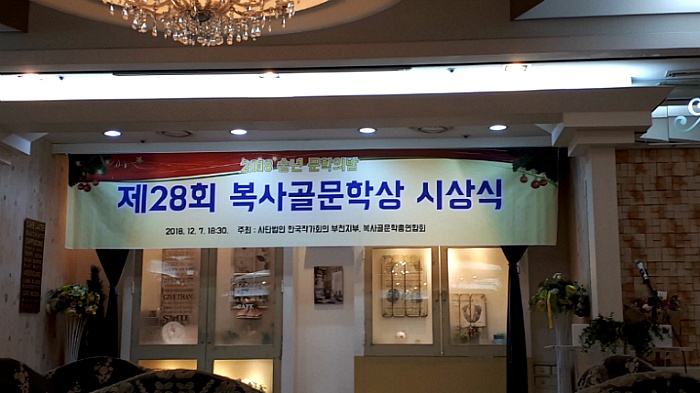 2018 송년 문학의밤
제28회 복사골문학상 시상식
2018. 12. 7. 18:30. 주최 : 사단법인 한국작가회의 부천지부, 복사골문학총연합회